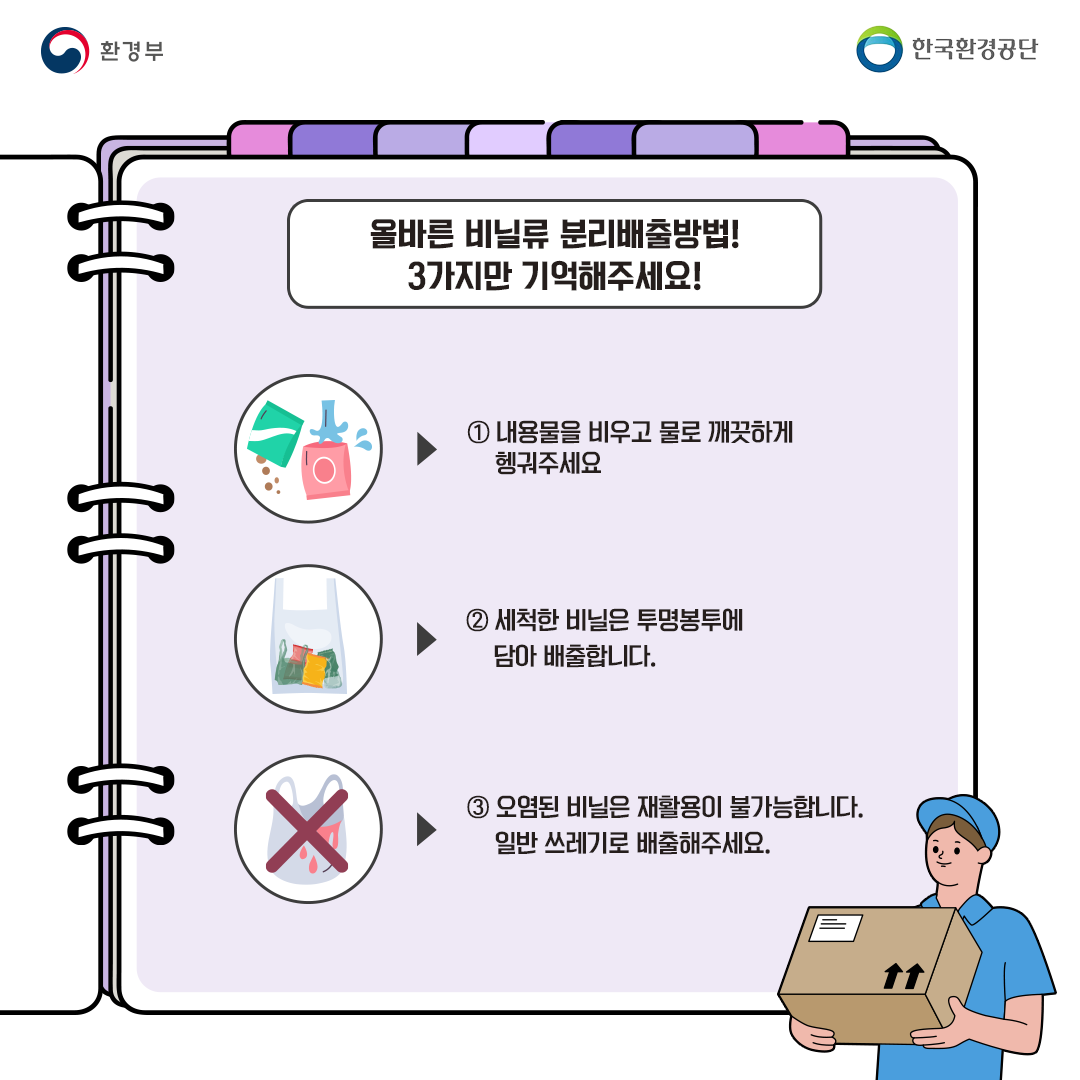 환경부
한국환경공단
올바른 비닐류 분리배출방법!
3가지만 기억해주세요!
① 내용물을 비우고 물로 깨끗하게
헹궈주세요
② 세척한 비닐은 투명봉투에
담아 배출합니다.
③ 오염된 비닐은 재활용이 불가능합니다.
일반 쓰레기로 배출해주세요.